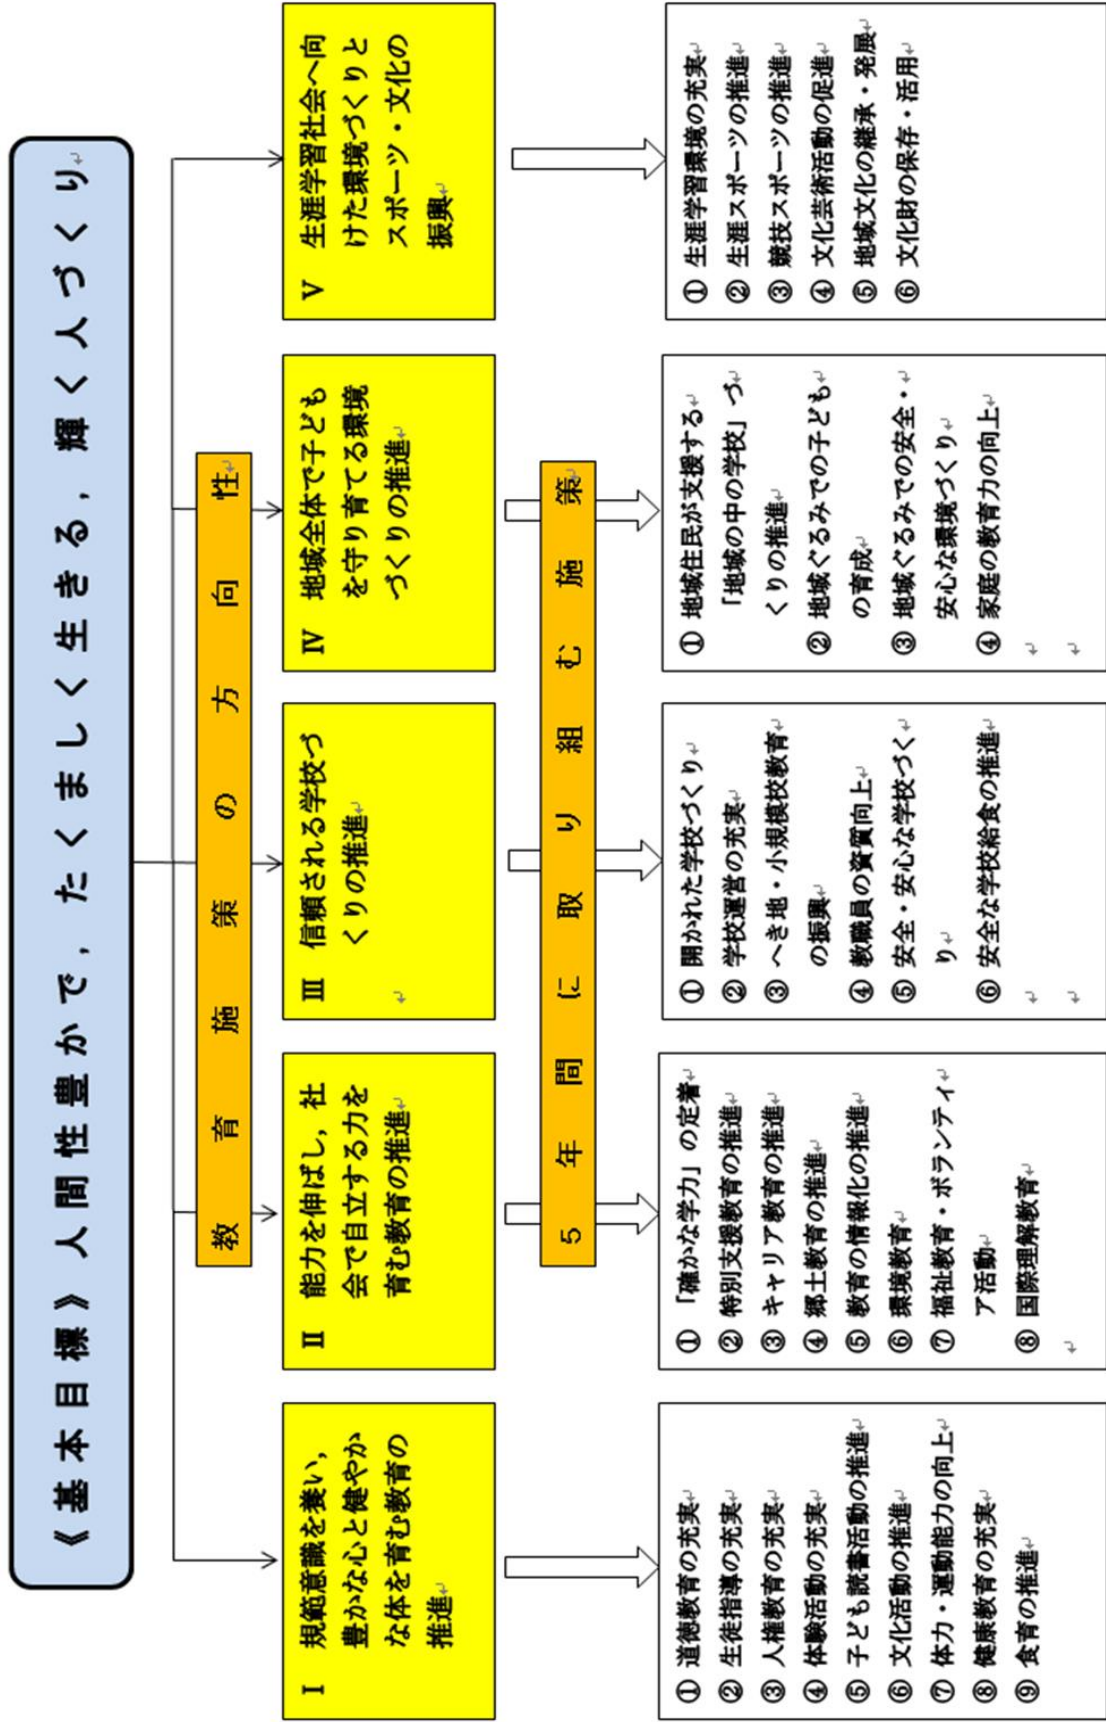 《基本目標》人間性豊かで，たくましく生きる，輝く人づくり
教育施策の方向性
Ⅰ　規範意識を養い，
豊かな心と健やか
な体を育む教育の
推進
Ⅱ　能力を伸ばし，社
会で自立する力を
育む教育の推進
Ⅲ　信頼される学校づ
くりの推進
Ⅳ　地域全体で子ども
を守り育てる環境
づくりの推進
Ⅴ　生涯学習社会へ向
けた環境づくりと
スポーツ・文化の
振興
5年間に取り組む施策
① 道徳教育の充実
② 生徒指導の充実
③ 人権教育の充実
④ 体験活動の充実
⑤ 子ども読書活動の推進
⑥ 文化活動の推進
⑦ 体力・運動能力の向上
⑧ 健康教育の充実
⑨ 食育の推進
① 「確かな学力」の定着
② 特別支援教育の推進
③ キャリア教育の推進
④ 郷土教育の推進
⑤ 教育の情報化の推進
⑥ 環境教育
⑦ 福祉教育・ボランティ
ア活動
⑧ 国際理解教育
① 開かれた学校づくり
② 学校運営の充実
③ へき地・小規模校教育
の振興
④ 教職員の資質向上
⑤ 安全・安心な学校づく
り
⑥ 安全な学校給食の推進
① 地域住民が支援する
「地域の中の学校」づ
くりの推進
② 地域ぐるみでの子ども
の育成
③ 地域ぐるみでの安全・
安心な環境づくり
④ 家庭の教育力の向上
① 生涯学習環境の充実
② 生涯スポーツの推進
③ 競技スポーツの推進
④ 文化芸術活動の促進
⑤ 地域文化の継承・発展
⑥ 文化財の保存・活用